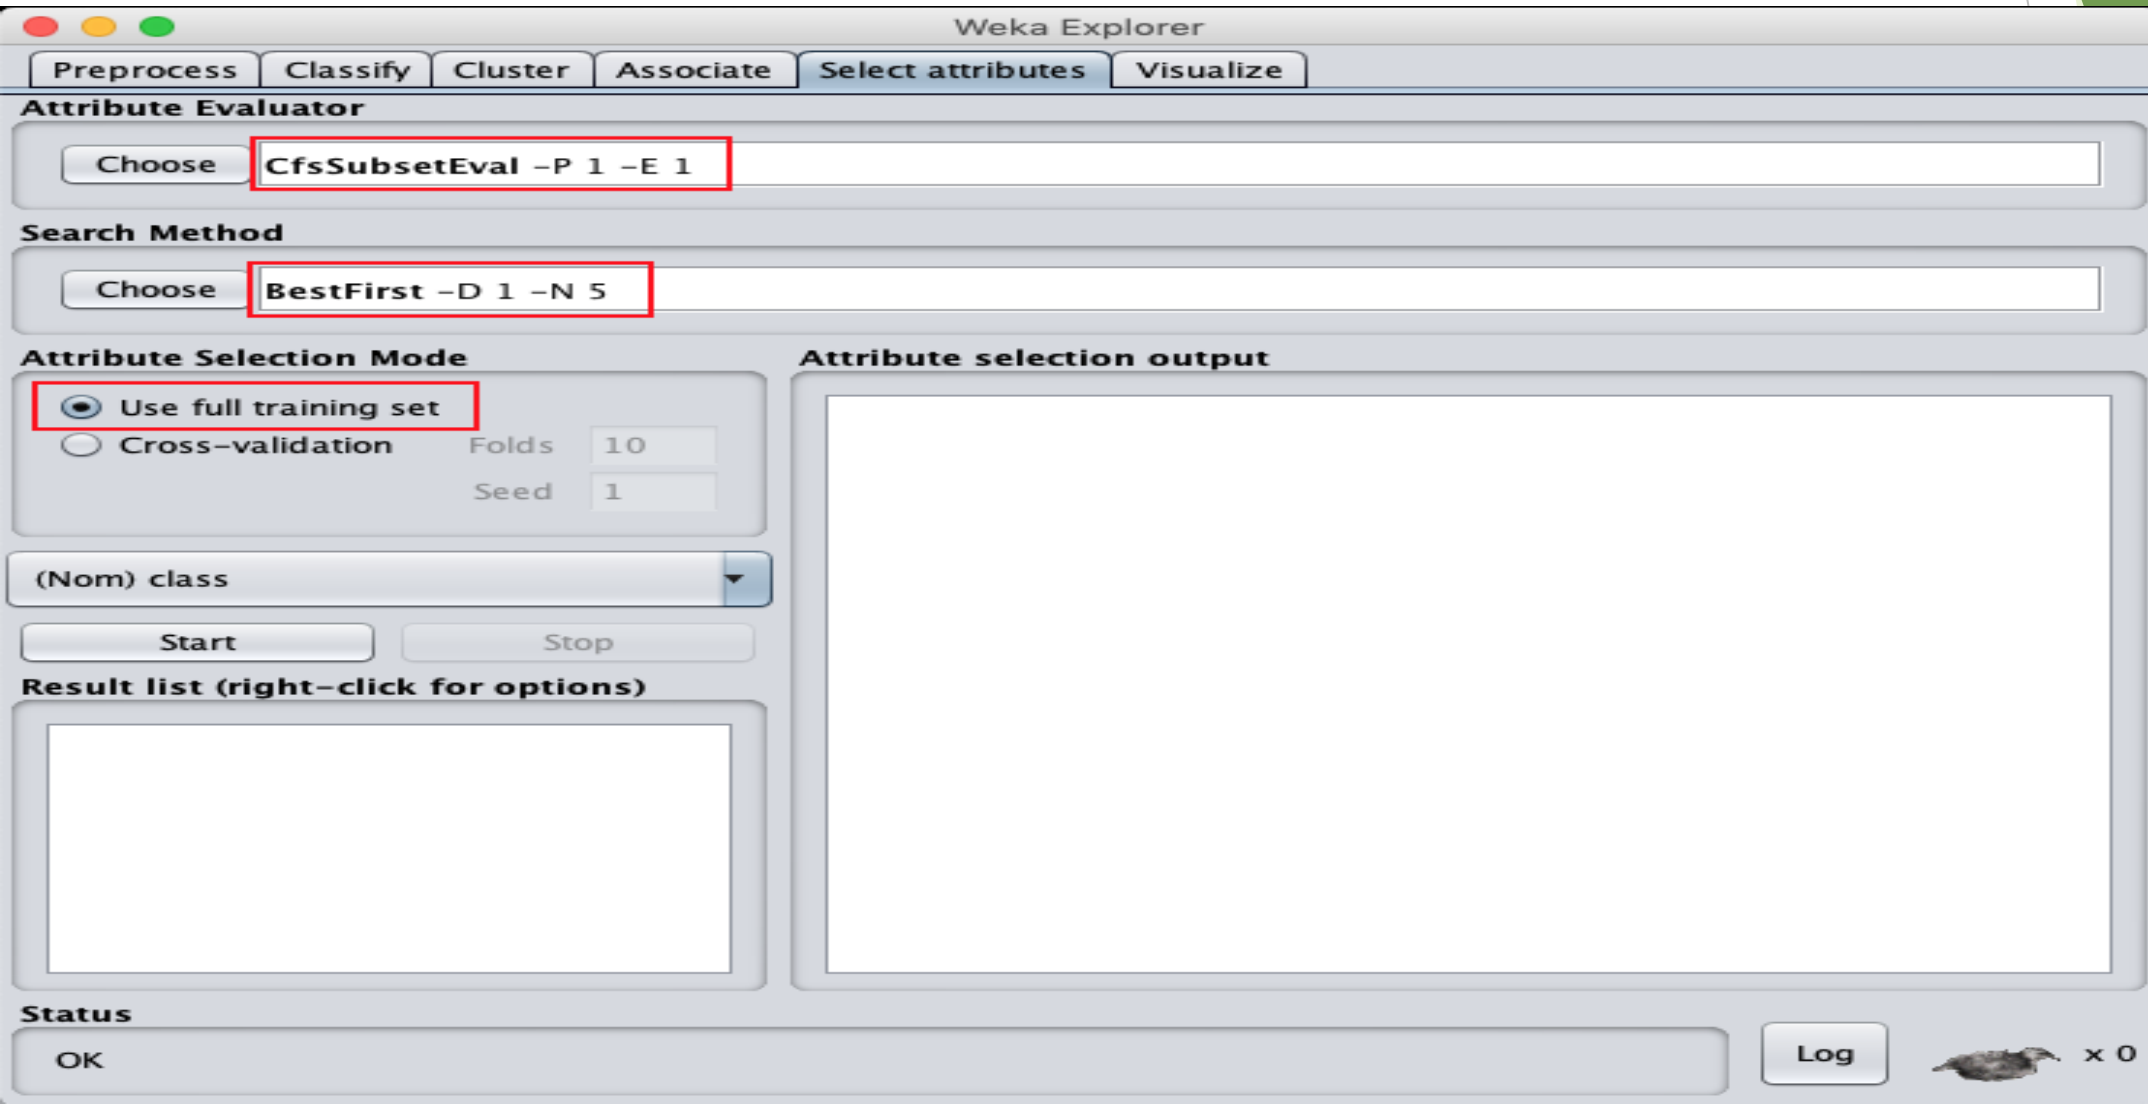 Weka Explorer
Preprocess Classify Cluster Associate Select attributes Visualize
Attribute Evaluator
Choose CfsSubsetEval -P 1 -E 1
Search Method
Choose BestFirst -D 1 -N 5
Attribute Selection Mode
Use full training set
Cross-validation Folds 10
Seed 1
(Nom) class
Start Stop
Result list (right-click for options)
Attribute selection output
Status
OK
Log x 0